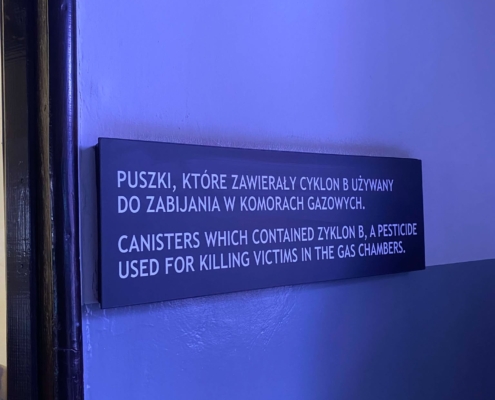 PUSZKI, KTÓRE ZAWIERAŁY CYKLON B UŻYWANY
DO ZABIJANIA W KOMORACH GAZOWYCH.
CANISTERS WHICH CONTAINED ZYKLON B, A PESTICIDE
USED FOR KILLING VICTIMS IN THE GAS CHAMBERS.